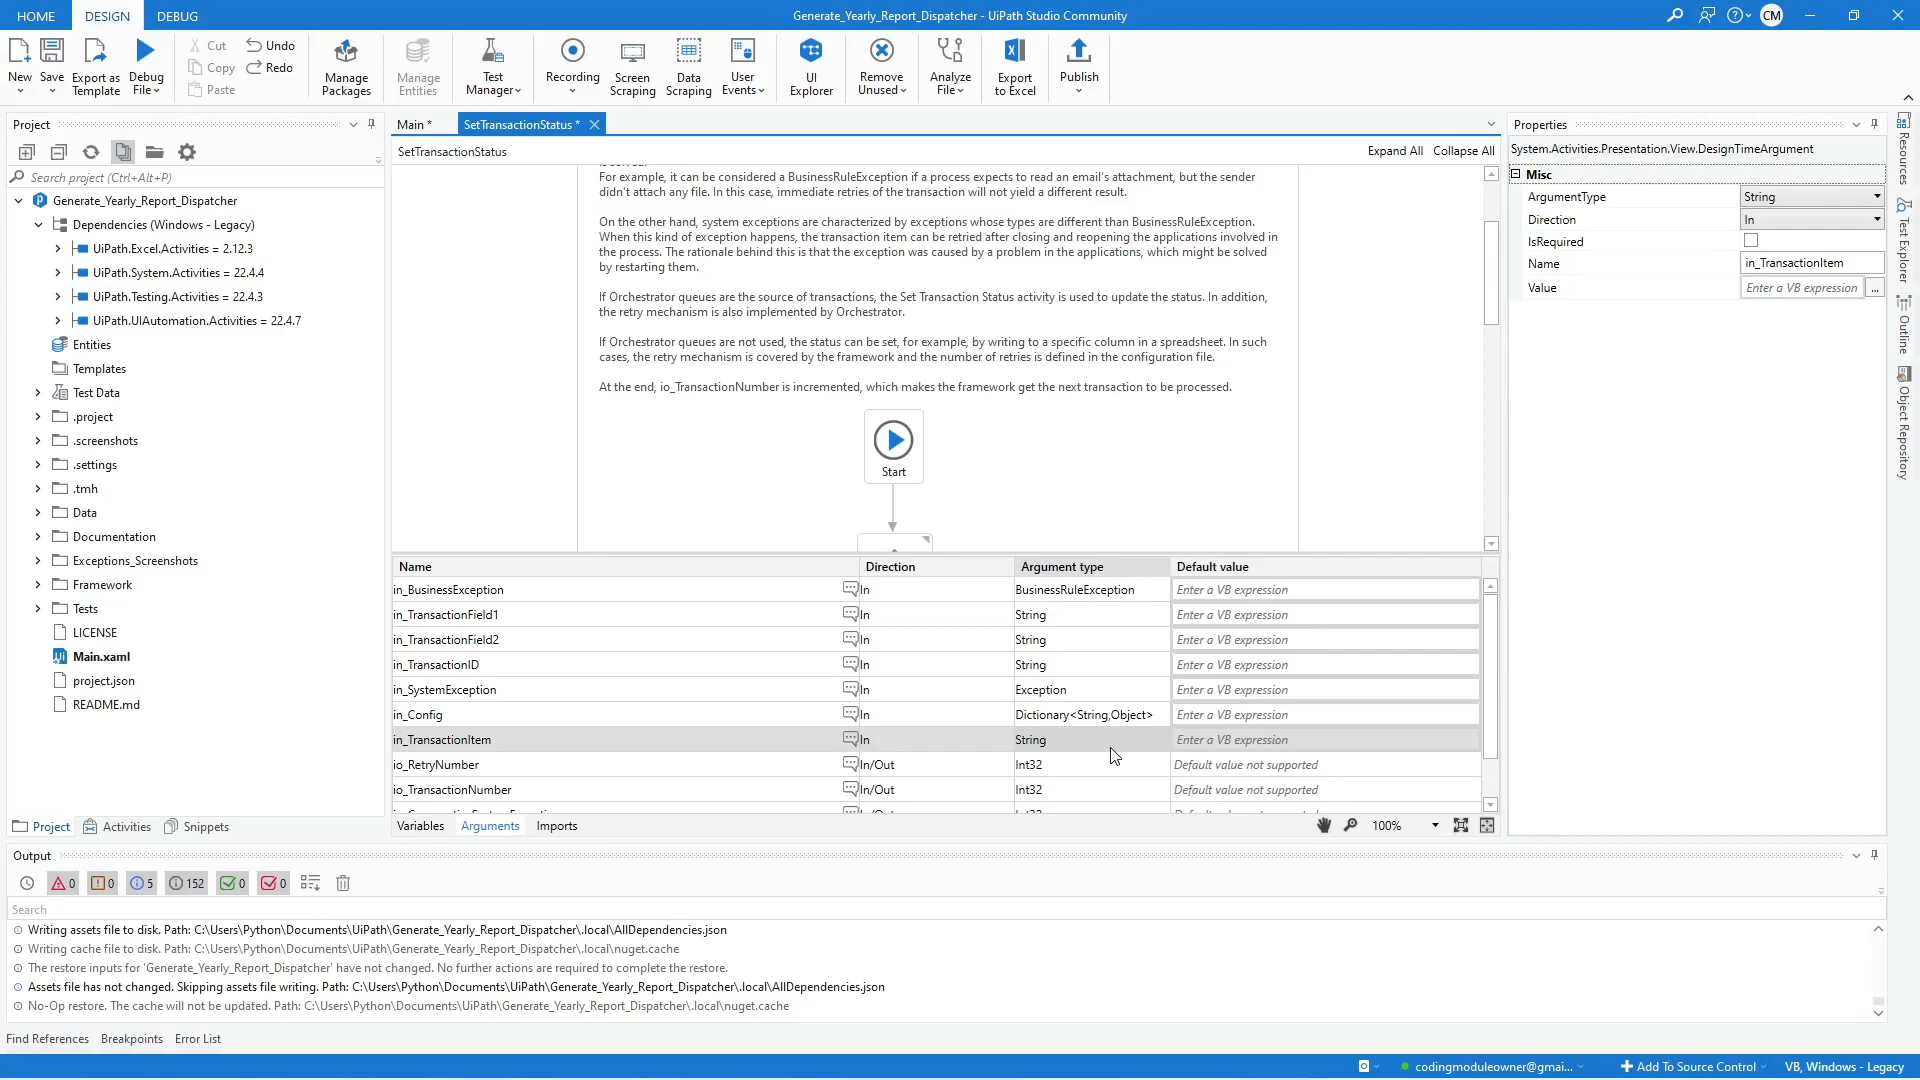 HOME DESIGN DEBUG
Generate_Yearly_Report_Dispatcher - UiPath Studio Community
CM
New
Save
Export as Template
Debug File
Cut
Copy
Paste
Undo
Redo
Manage Packages
Manage Entities
Test Manager
Recording
Screen Scraping
Data Scraping
User Events
UI Explorer
Remove Unused
Analyze File
Export to Excel
Publish
Project
Search project (Ctrl+Alt+P)
Generate_Yearly_Report_Dispatcher
Dependencies (Windows - Legacy)
UiPath.Excel.Activities = 2.12.3
UiPath.System.Activities = 22.4.4
UiPath.Testing.Activities = 22.4.3
UiPath.UIAutomation.Activities = 22.4.7
Entities
Templates
Test Data
.project
.screenshots
.settings
.tmh
Data
Documentation
Exceptions_Screenshots
Framework
Tests
LICENSE
Main.xaml
project.json
README.md
Project Activities Snippets
Main * SetTransactionStatus *
SetTransactionStatus
Expand All Collapse All
For example, it can be considered a BusinessRuleException if a process expects to read an email's attachment, but the sender
didn't attach any file. In this case, immediate retries of the transaction will not yield a different result.
On the other hand, system exceptions are characterized by exceptions whose types are different than BusinessRuleException.
When this kind of exception happens, the transaction item can be retried after closing and reopening the applications involved in
the process. The rationale behind this is that the exception was caused by a problem in the applications, which might be solved
by restarting them.
If Orchestrator queues are the source of transactions, the Set Transaction Status activity is used to update the status. In addition,
the retry mechanism is also implemented by Orchestrator.
If Orchestrator queues are not used, the status can be set, for example, by writing to a specific column in a spreadsheet. In such
cases, the retry mechanism is covered by the framework and the number of retries is defined in the configuration file.
At the end, io_TransactionNumber is incremented, which makes the framework get the next transaction to be processed.
Start
Name Direction Argument type Default value
in_BusinessException In BusinessRuleException Enter a VB expression
in_TransactionField1 In String Enter a VB expression
in_TransactionField2 In String Enter a VB expression
in_TransactionID In String Enter a VB expression
in_SystemException In Exception Enter a VB expression
in_Config In Dictionary<String,Object> Enter a VB expression
in_TransactionItem In String Enter a VB expression
io_RetryNumber In/Out Int32 Default value not supported
io_TransactionNumber In/Out Int32 Default value not supported
Variables Arguments Imports
100%
Properties
System.Activities.Presentation.View.DesignTimeArgument
Misc
ArgumentType String
Direction In
IsRequired
Name in_TransactionItem
Value Enter a VB expression ...
Resources
Test Explorer
Outline
Object Repository
Output
0 0 5 152 0 0
Search
Writing assets file to disk. Path: C:\Users\Python\Documents\UiPath\Generate_Yearly_Report_Dispatcher\.local\AllDependencies.json
Writing cache file to disk. Path: C:\Users\Python\Documents\UiPath\Generate_Yearly_Report_Dispatcher\.local\nuget.cache
The restore inputs for 'Generate_Yearly_Report_Dispatcher' have not changed. No further actions are required to complete the restore.
Assets file has not changed. Skipping assets file writing. Path: C:\Users\Python\Documents\UiPath\Generate_Yearly_Report_Dispatcher\.local\AllDependencies.json
No-Op restore. The cache will not be updated. Path: C:\Users\Python\Documents\UiPath\Generate_Yearly_Report_Dispatcher\.local\nuget.cache
Find References Breakpoints Error List
codingmoduleowner@gmai... Add To Source Control VB, Windows - Legacy